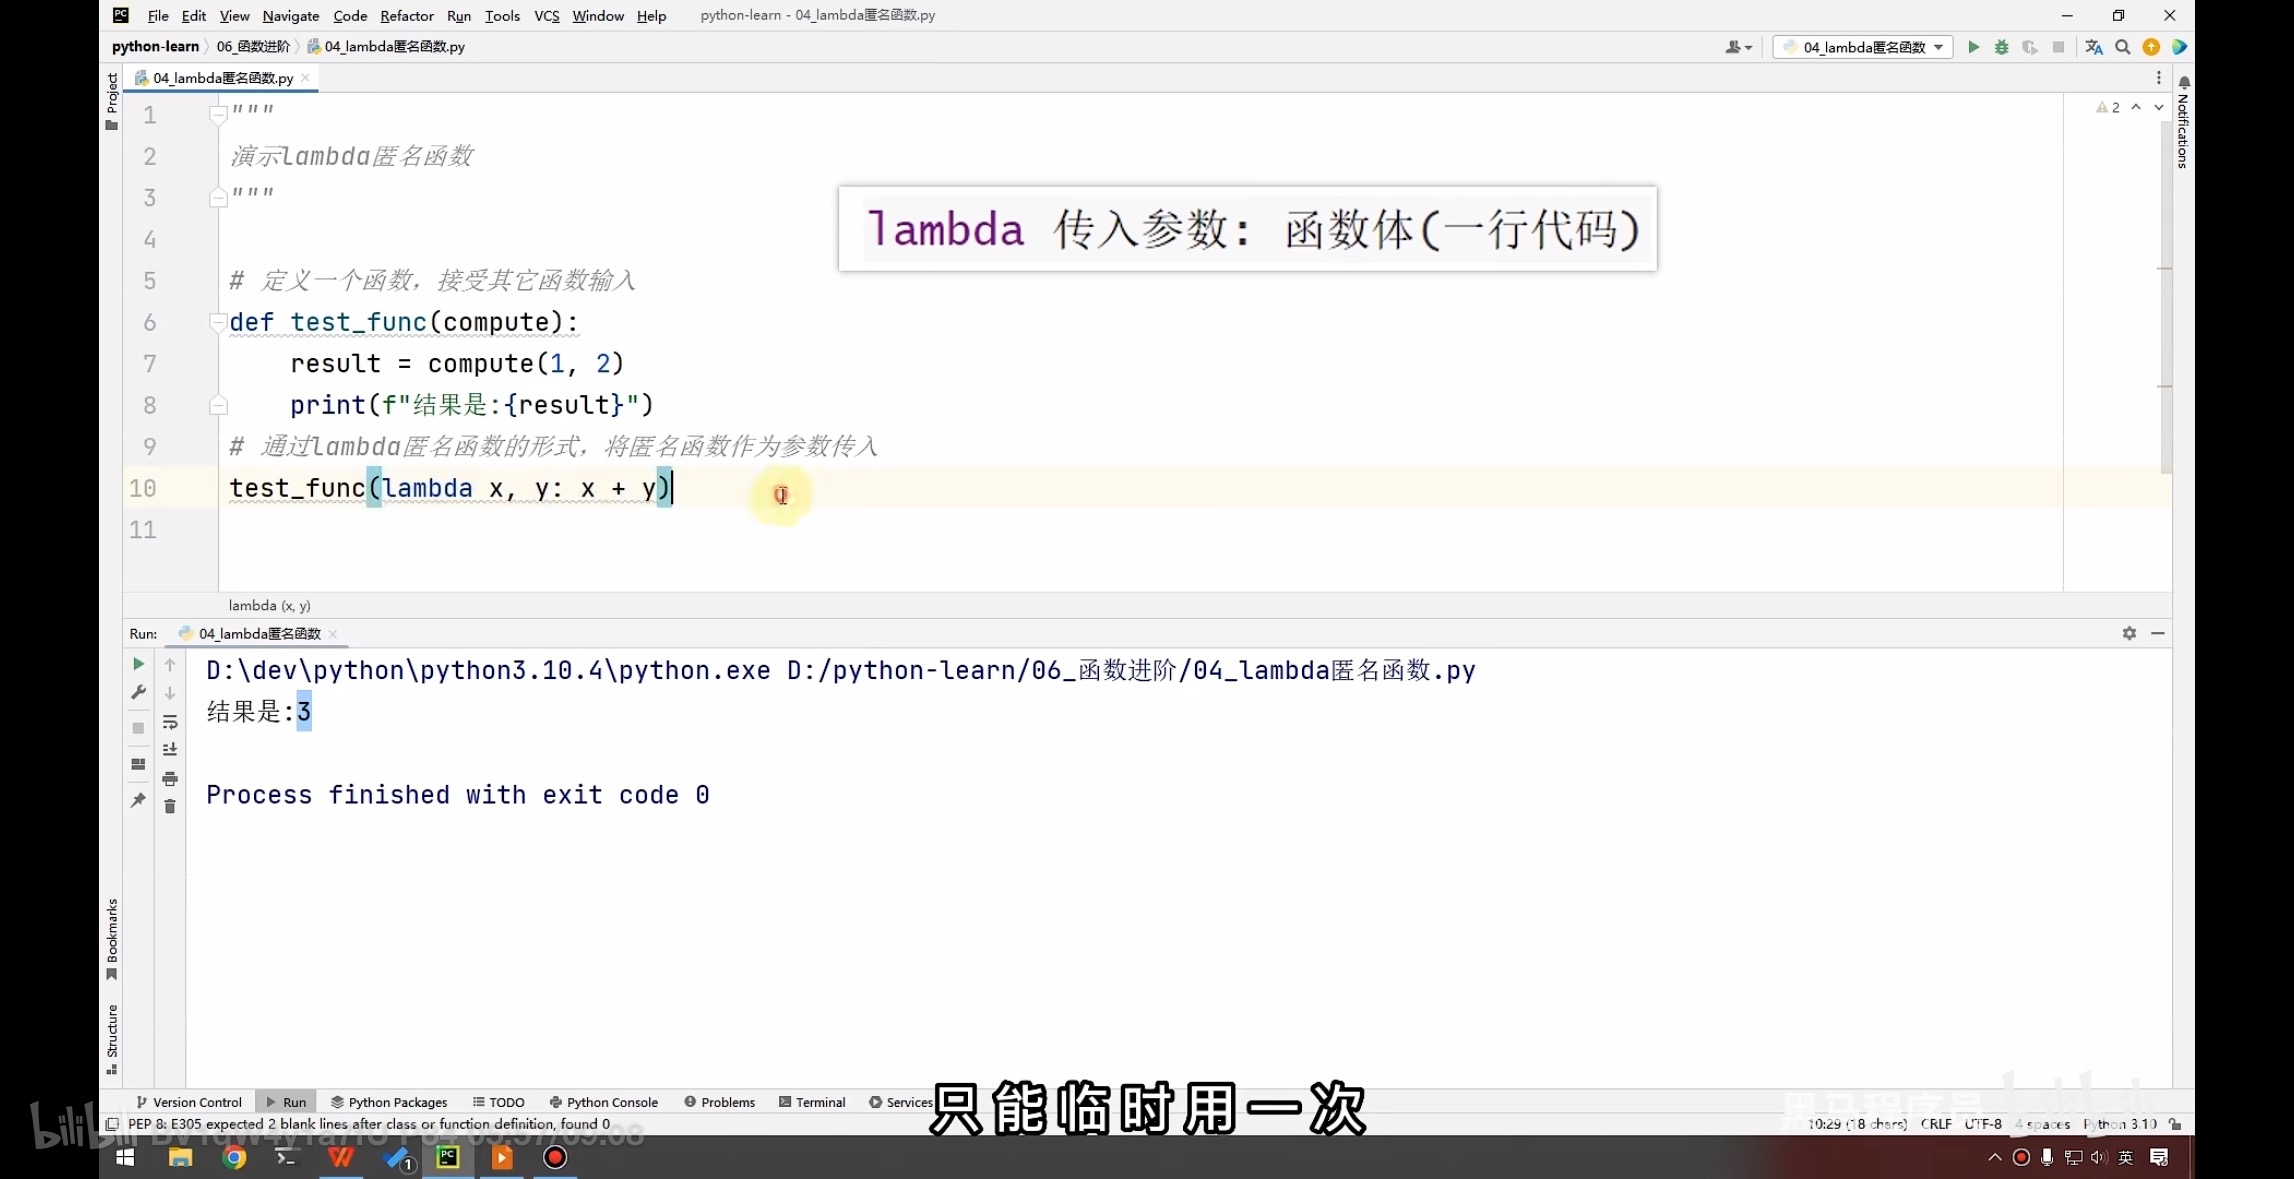 File Edit View Navigate Code Refactor Run Tools VCS Window Help python-learn - 04_lambda匿名函数.py
python-learn 06_函数进阶 04_lambda匿名函数.py 04_lambda匿名函数
Project 04_lambda匿名函数.py
Notifications
2
1 """
2 演示lambda匿名函数
3 """
lambda 传入参数: 函数体(一行代码)
4
5 # 定义一个函数，接受其它函数输入
6 def test_func(compute):
7 result = compute(1, 2)
8 print(f"结果是:{result}")
9 # 通过lambda匿名函数的形式，将匿名函数作为参数传入
10 test_func(lambda x, y: x + y)
11
lambda (x, y)
Run: 04_lambda匿名函数
D:\dev\python\python3.10.4\python.exe D:/python-learn/06_函数进阶/04_lambda匿名函数.py
结果是:3
Process finished with exit code 0
Bookmarks
Structure
Version Control Run Python Packages TODO Python Console Problems Terminal Services
只能临时用一次
黑马程序员
bilibili
PEP 8: E305 expected 2 blank lines after class or function definition, found 0
10:29 (18 chars) CRLF UTF-8 4 spaces Python 3.10
1 英